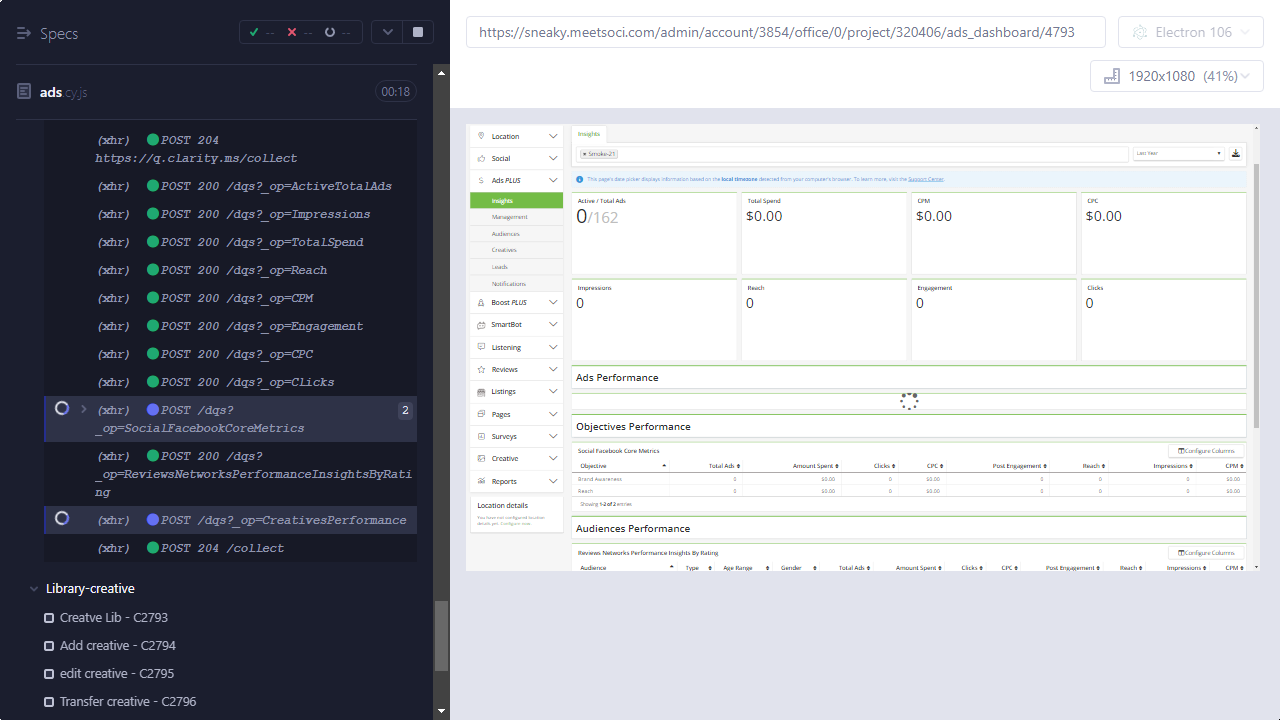 Specs
-- -- --
https://sneaky.meetsoci.com/admin/account/3854/office/0/project/320406/ads_dashboard/4793
Electron 106
1920x1080 (41%)
ads.cy.js
00:18
(xhr) POST 204
https://q.clarity.ms/collect
(xhr) POST 200 /dqs?_op=ActiveTotalAds
(xhr) POST 200 /dqs?_op=Impressions
(xhr) POST 200 /dqs?_op=TotalSpend
(xhr) POST 200 /dqs?_op=Reach
(xhr) POST 200 /dqs?_op=CPM
(xhr) POST 200 /dqs?_op=Engagement
(xhr) POST 200 /dqs?_op=CPC
(xhr) POST 200 /dqs?_op=Clicks
(xhr) POST /dqs?
_op=SocialFacebookCoreMetrics
2
(xhr) POST 200 /dqs?
_op=ReviewsNetworksPerformanceInsightsByRati
ng
(xhr) POST /dqs?_op=CreativesPerformance
(xhr) POST 204 /collect
Library-creative
Creatve Lib - C2793
Add creative - C2794
edit creative - C2795
Transfer creative - C2796
Location
Social
Ads PLUS
Insights
Management
Audiences
Creatives
Leads
Notifications
Boost PLUS
SmartBot
Listening
Reviews
Listings
Pages
Surveys
Creative
Reports
Location details
You have not configured location
details yet. Configure now.
Insights
× Smoke-21
Last Year
This page's date picker displays information based on the local timezone detected from your computer's browser. To learn more, visit the Support Center.
Active / Total Ads
0/162
Total Spend
$0.00
CPM
$0.00
CPC
$0.00
Impressions
0
Reach
0
Engagement
0
Clicks
0
Ads Performance
Objectives Performance
Social Facebook Core Metrics
Configure Columns
Objective Total Ads Amount Spent Clicks CPC Post Engagement Reach Impressions CPM
Brand Awareness 0 $0.00 0 $0.00 0 0 0 $0.00
Reach 0 $0.00 0 $0.00 0 0 0 $0.00
Showing 1-2 of 2 entries
Audiences Performance
Reviews Networks Performance Insights By Rating
Configure Columns
Audience Type Age Range Gender Total Ads Amount Spent Clicks CPC Post Engagement Reach Impressions CPM